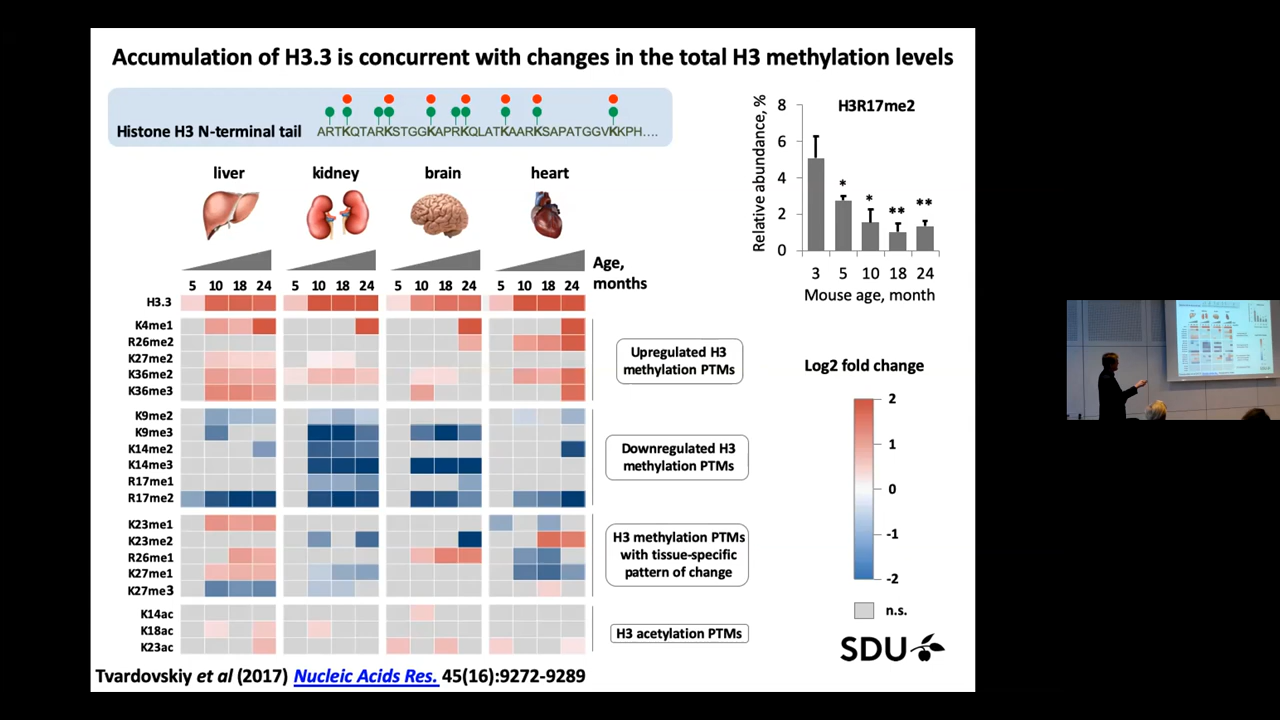 Accumulation of H3.3 is concurrent with changes in the total H3 methylation levels
Histone H3 N-terminal tail
ARTKQTARKSTGGKAPRKQLATKAARKSAPATGGVKKPH....
liver kidney brain heart
Age, months
5 10 18 24 5 10 18 24 5 10 18 24 5 10 18 24
H3.3
K4me1
R26me2
K27me2
K36me2
K36me3
Upregulated H3
methylation PTMs
K9me2
K9me3
K14me2
K14me3
R17me1
R17me2
Downregulated H3
methylation PTMs
K23me1
K23me2
R26me1
K27me1
K27me3
H3 methylation PTMs
with tissue-specific
pattern of change
K14ac
K18ac
K23ac
H3 acetylation PTMs
H3R17me2
Relative abundance, %
8
6
4
2
0
* * ** **
3 5 10 18 24
Mouse age, month
Log2 fold change
2
1
0
-1
-2
n.s.
SDU
Tvardovskiy et al (2017) Nucleic Acids Res. 45(16):9272-9289